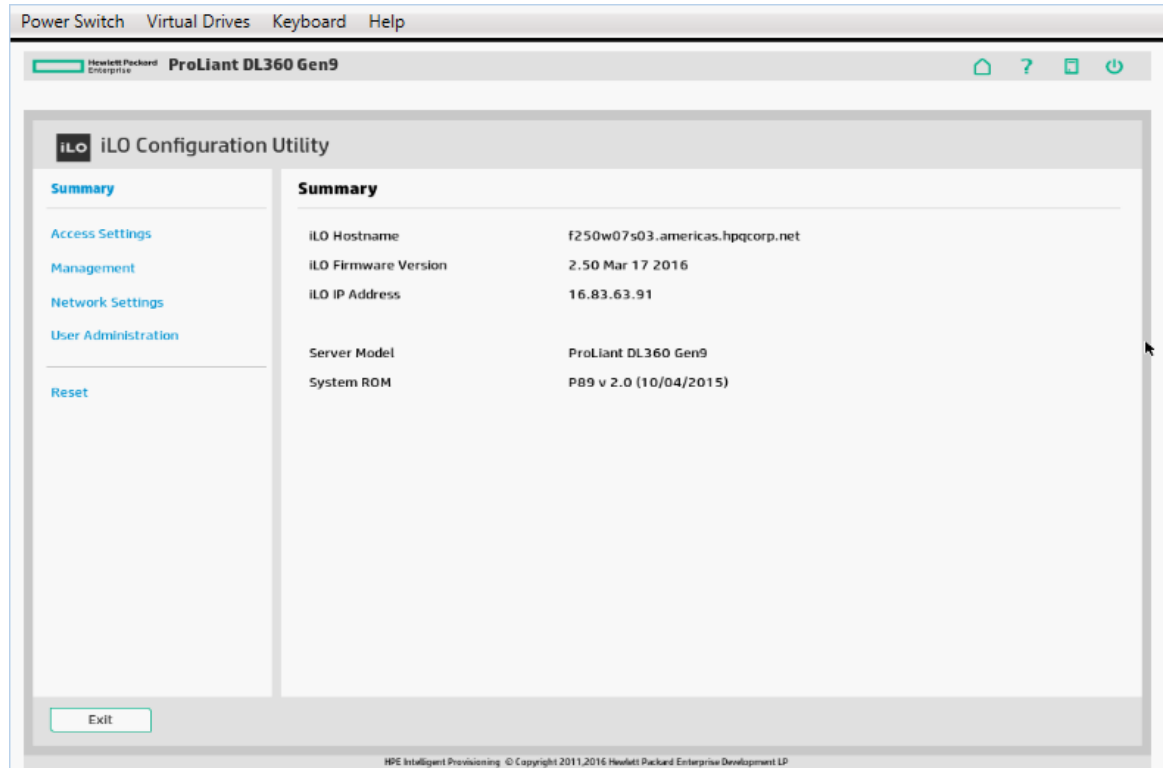 Power Switch Virtual Drives Keyboard Help
Hewlett Packard
Enterprise
ProLiant DL360 Gen9
?
iLO iLO Configuration Utility
Summary
Access Settings
Management
Network Settings
User Administration
Reset
Summary
iLO Hostname f250w07s03.americas.hpqcorp.net
iLO Firmware Version 2.50 Mar 17 2016
iLO IP Address 16.83.63.91
Server Model ProLiant DL360 Gen9
System ROM P89 v 2.0 (10/04/2015)
Exit
HPE Intelligent Provisioning © Copyright 2011,2016 Hewlett Packard Enterprise Development LP